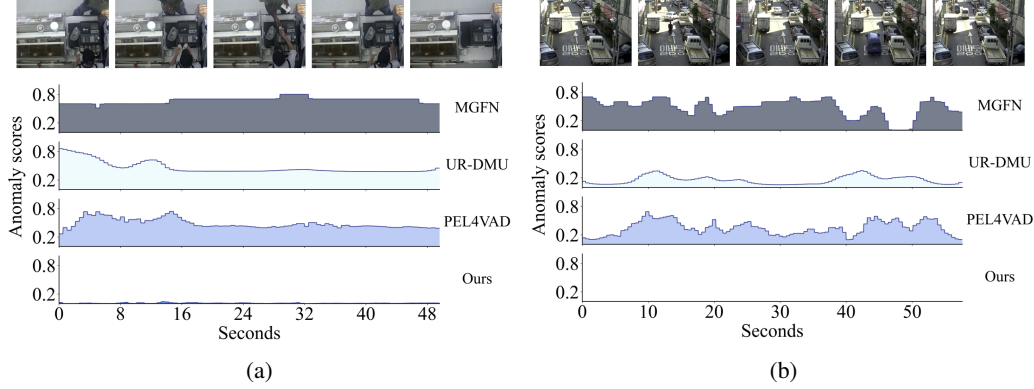 Anomaly scores
0.8
0.2
MGFN
0.8
0.2
UR-DMU
0.8
0.2
PEL4VAD
0.8
0.2
Ours
0 8 16 24 32 40 48
Seconds
(a)
Anomaly scores
0.8
0.2
MGFN
0.8
0.2
UR-DMU
0.8
0.2
PEL4VAD
0.8
0.2
Ours
0 10 20 30 40 50
Seconds
(b)